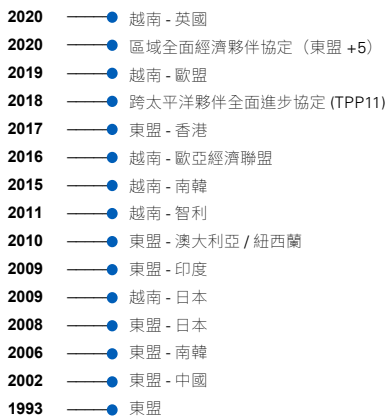 2020 越南 - 英國
2020 區域全面經濟夥伴協定（東盟 +5）
2019 越南 - 歐盟
2018 跨太平洋夥伴全面進步協定 (TPP11)
2017 東盟 - 香港
2016 越南 - 歐亞經濟聯盟
2015 越南 - 南韓
2011 越南 - 智利
2010 東盟 - 澳大利亞 / 紐西蘭
2009 東盟 - 印度
2009 越南 - 日本
2008 東盟 - 日本
2006 東盟 - 南韓
2002 東盟 - 中國
1993 東盟